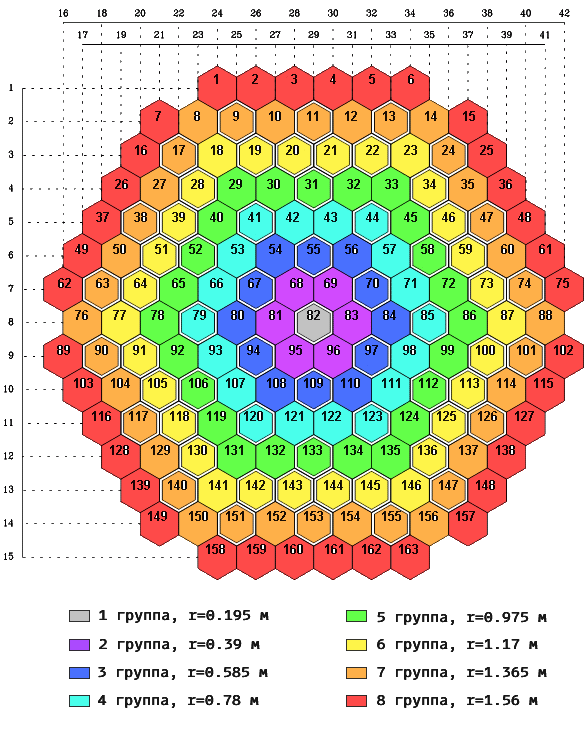 16 18 20 22 24 26 28 30 32 34 36 38 40 42
17 19 21 23 25 27 29 31 33 35 37 39 41
1 1 2 3 4 5 6
2 7 8 9 10 11 12 13 14 15
3 16 17 18 19 20 21 22 23 24 25
4 26 27 28 29 30 31 32 33 34 35 36
5 37 38 39 40 41 42 43 44 45 46 47 48
6 49 50 51 52 53 54 55 56 57 58 59 60 61
7 62 63 64 65 66 67 68 69 70 71 72 73 74 75
8 76 77 78 79 80 81 82 83 84 85 86 87 88
9 89 90 91 92 93 94 95 96 97 98 99 100 101 102
10 103 104 105 106 107 108 109 110 111 112 113 114 115
11 116 117 118 119 120 121 122 123 124 125 126 127
12 128 129 130 131 132 133 134 135 136 137 138
13 139 140 141 142 143 144 145 146 147 148
14 149 150 151 152 153 154 155 156 157
15 158 159 160 161 162 163
1 группа, r=0.195 м
2 группа, r=0.39 м
3 группа, r=0.585 м
4 группа, r=0.78 м
5 группа, r=0.975 м
6 группа, r=1.17 м
7 группа, r=1.365 м
8 группа, r=1.56 м